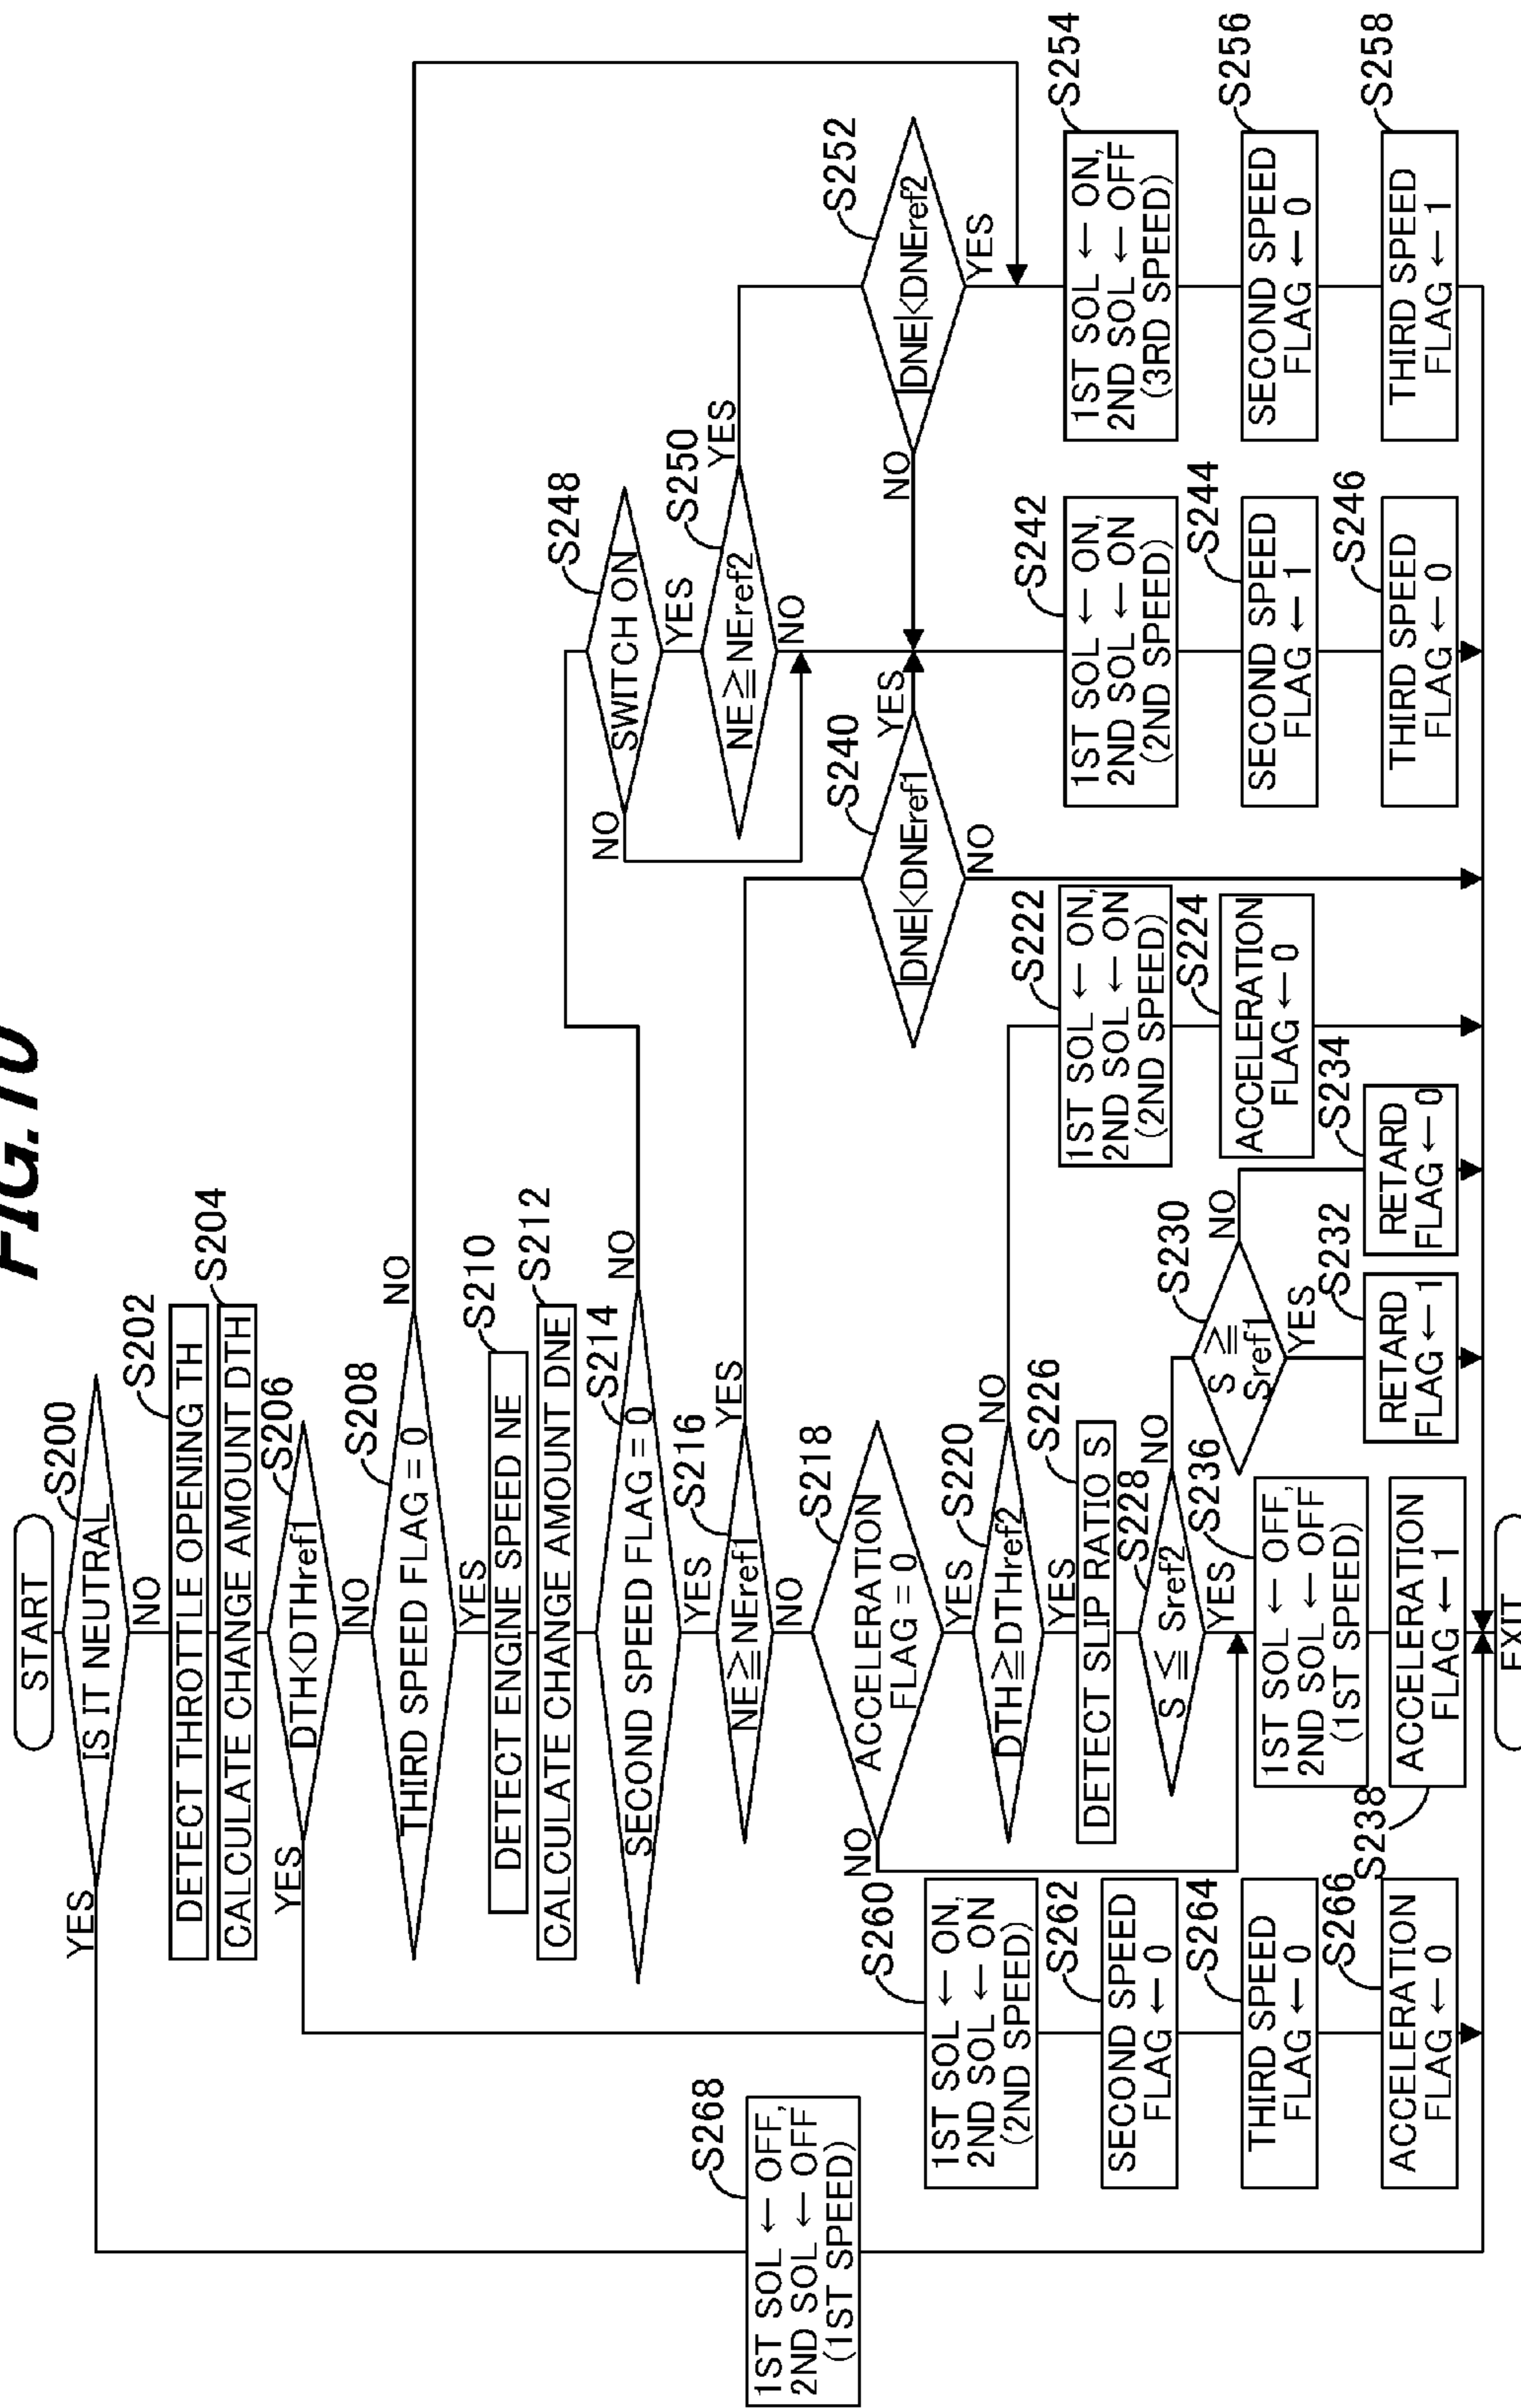 FIG. 10
START
S200
IS IT NEUTRAL
YES
NO
S202
DETECT THROTTLE OPENING TH
S204
CALCULATE CHANGE AMOUNT DTH
S206
DTH<DTHref1
YES
NO
S208
THIRD SPEED FLAG = 0
NO
YES
S210
DETECT ENGINE SPEED NE
S212
CALCULATE CHANGE AMOUNT DNE
S214
SECOND SPEED FLAG = 0
NO
YES
S216
NE≧NEref1
YES
NO
S218
ACCELERATION
FLAG = 0
NO
YES
S220
DTH≧DTHref2
NO
YES
S226
DETECT SLIP RATIO S
S228
S ≦ Sref2
NO
YES
S230
S ≧
Sref1
NO
YES
S232
RETARD
FLAG ← 1
S234
RETARD
FLAG ← 0
S236
1ST SOL ← OFF,
2ND SOL ← OFF
(1ST SPEED)
S238
ACCELERATION
FLAG ← 1
S222
1ST SOL ← ON,
2ND SOL ← ON
(2ND SPEED)
S224
ACCELERATION
FLAG ← 0
S240
|DNE|<DNEref1
YES
NO
S248
SWITCH ON
NO
YES
S250
NE≧NEref2
YES
NO
S252
|DNE|<DNEref2
NO
YES
S242
1ST SOL ← ON,
2ND SOL ← ON
(2ND SPEED)
S244
SECOND SPEED
FLAG ← 1
S246
THIRD SPEED
FLAG ← 0
S254
1ST SOL ← ON,
2ND SOL ← OFF
(3RD SPEED)
S256
SECOND SPEED
FLAG ← 0
S258
THIRD SPEED
FLAG ← 1
S260
1ST SOL ← ON,
2ND SOL ← ON
(2ND SPEED)
S262
SECOND SPEED
FLAG ← 0
S264
THIRD SPEED
FLAG ← 0
S266
ACCELERATION
FLAG ← 0
S268
1ST SOL ← OFF,
2ND SOL ← OFF
(1ST SPEED)
EXIT